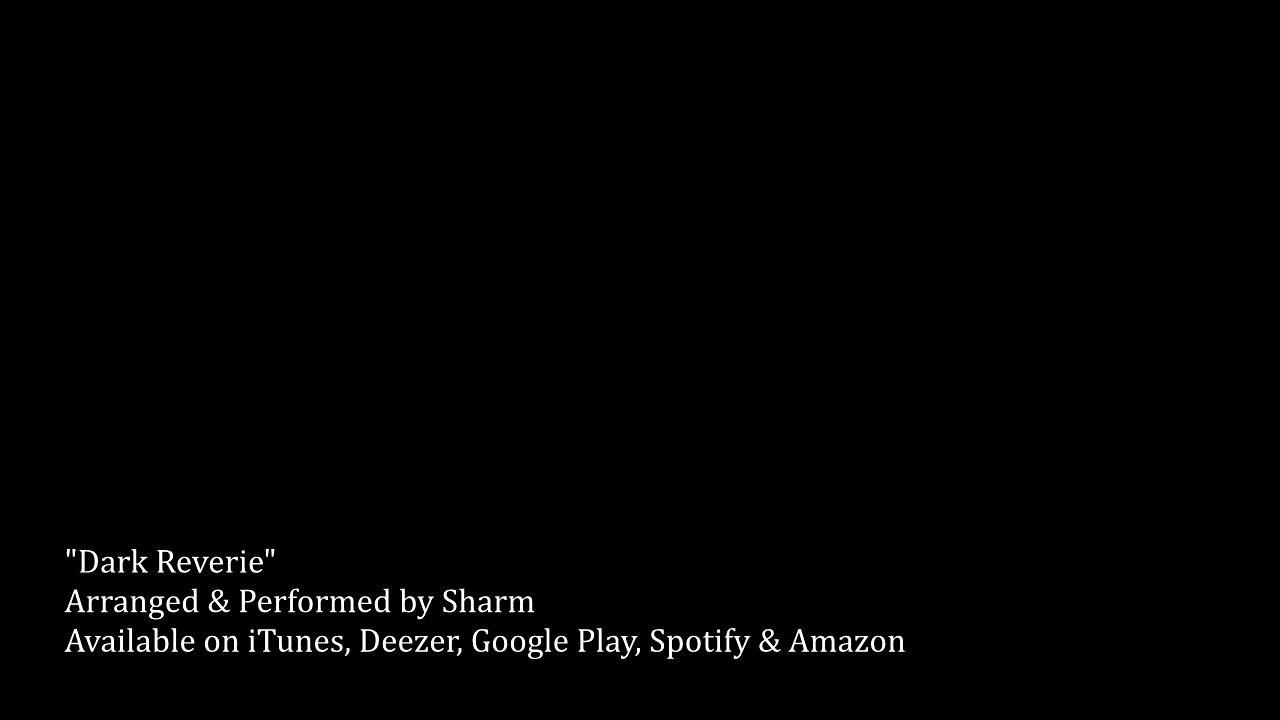 "Dark Reverie"
Arranged & Performed by Sharm
Available on iTunes, Deezer, Google Play, Spotify & Amazon